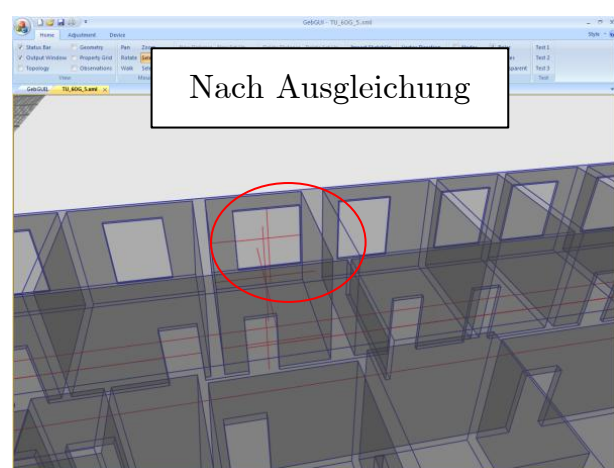 GebGUI - TU_6OG_5.xml
Home Adjustment Device
Style
Status Bar Geometry Pan
Output Window Property Grid Rotate
Topology Observations Walk
View
Test 1
Test 2
Test 3
Test
GebGUI1 TU_6OG_5.xml
Nach Ausgleichung